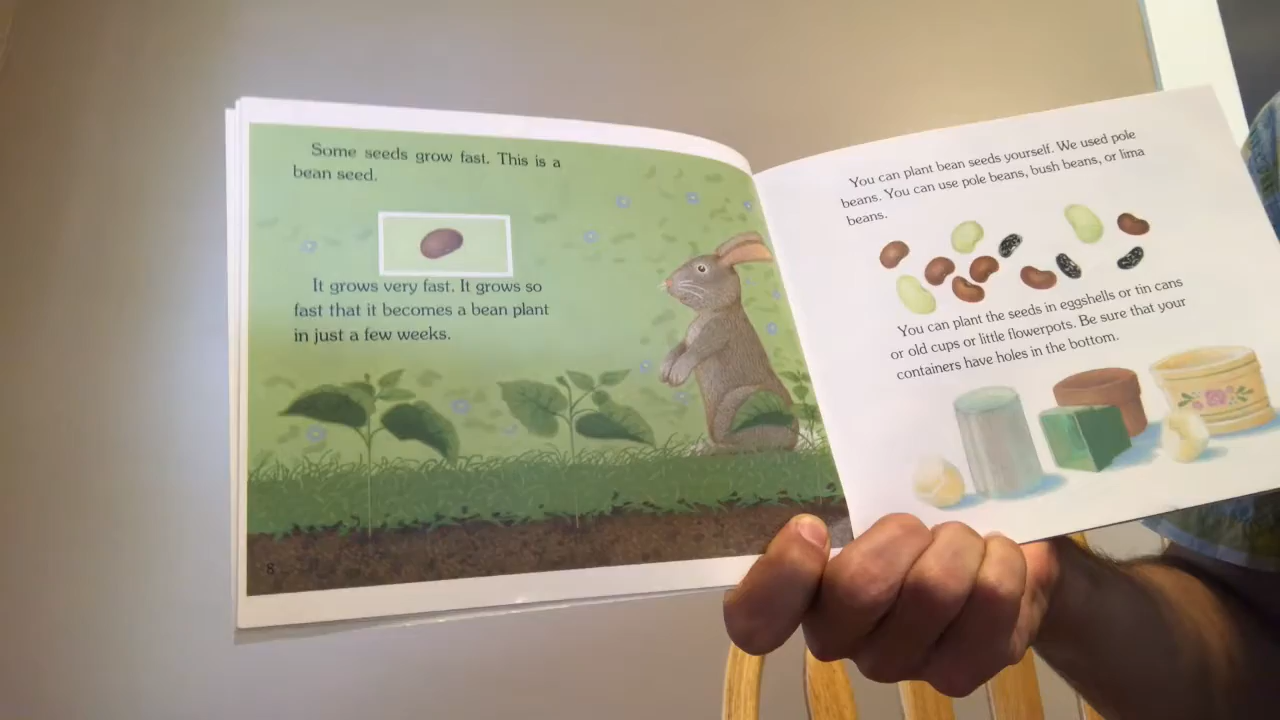 Some seeds grow fast. This is a
bean seed.
It grows very fast. It grows so
fast that it becomes a bean plant
in just a few weeks.
8
You can plant bean seeds yourself. We used pole
beans. You can use pole beans, bush beans, or lima
beans.
You can plant the seeds in eggshells or tin cans
or old cups or little flowerpots. Be sure that your
containers have holes in the bottom.